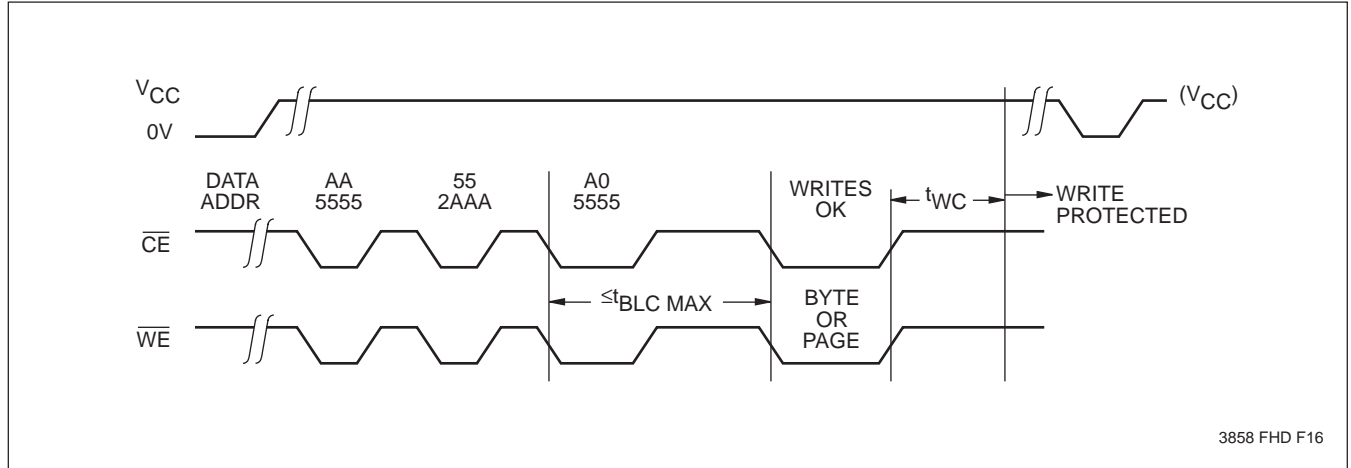 VCC
0V
(VCC)
DATA AA 55 A0 WRITES
ADDR 5555 2AAA 5555 OK
tWC
WRITE
PROTECTED
CE
≤tBLC MAX
BYTE
OR
PAGE
WE
3858 FHD F16